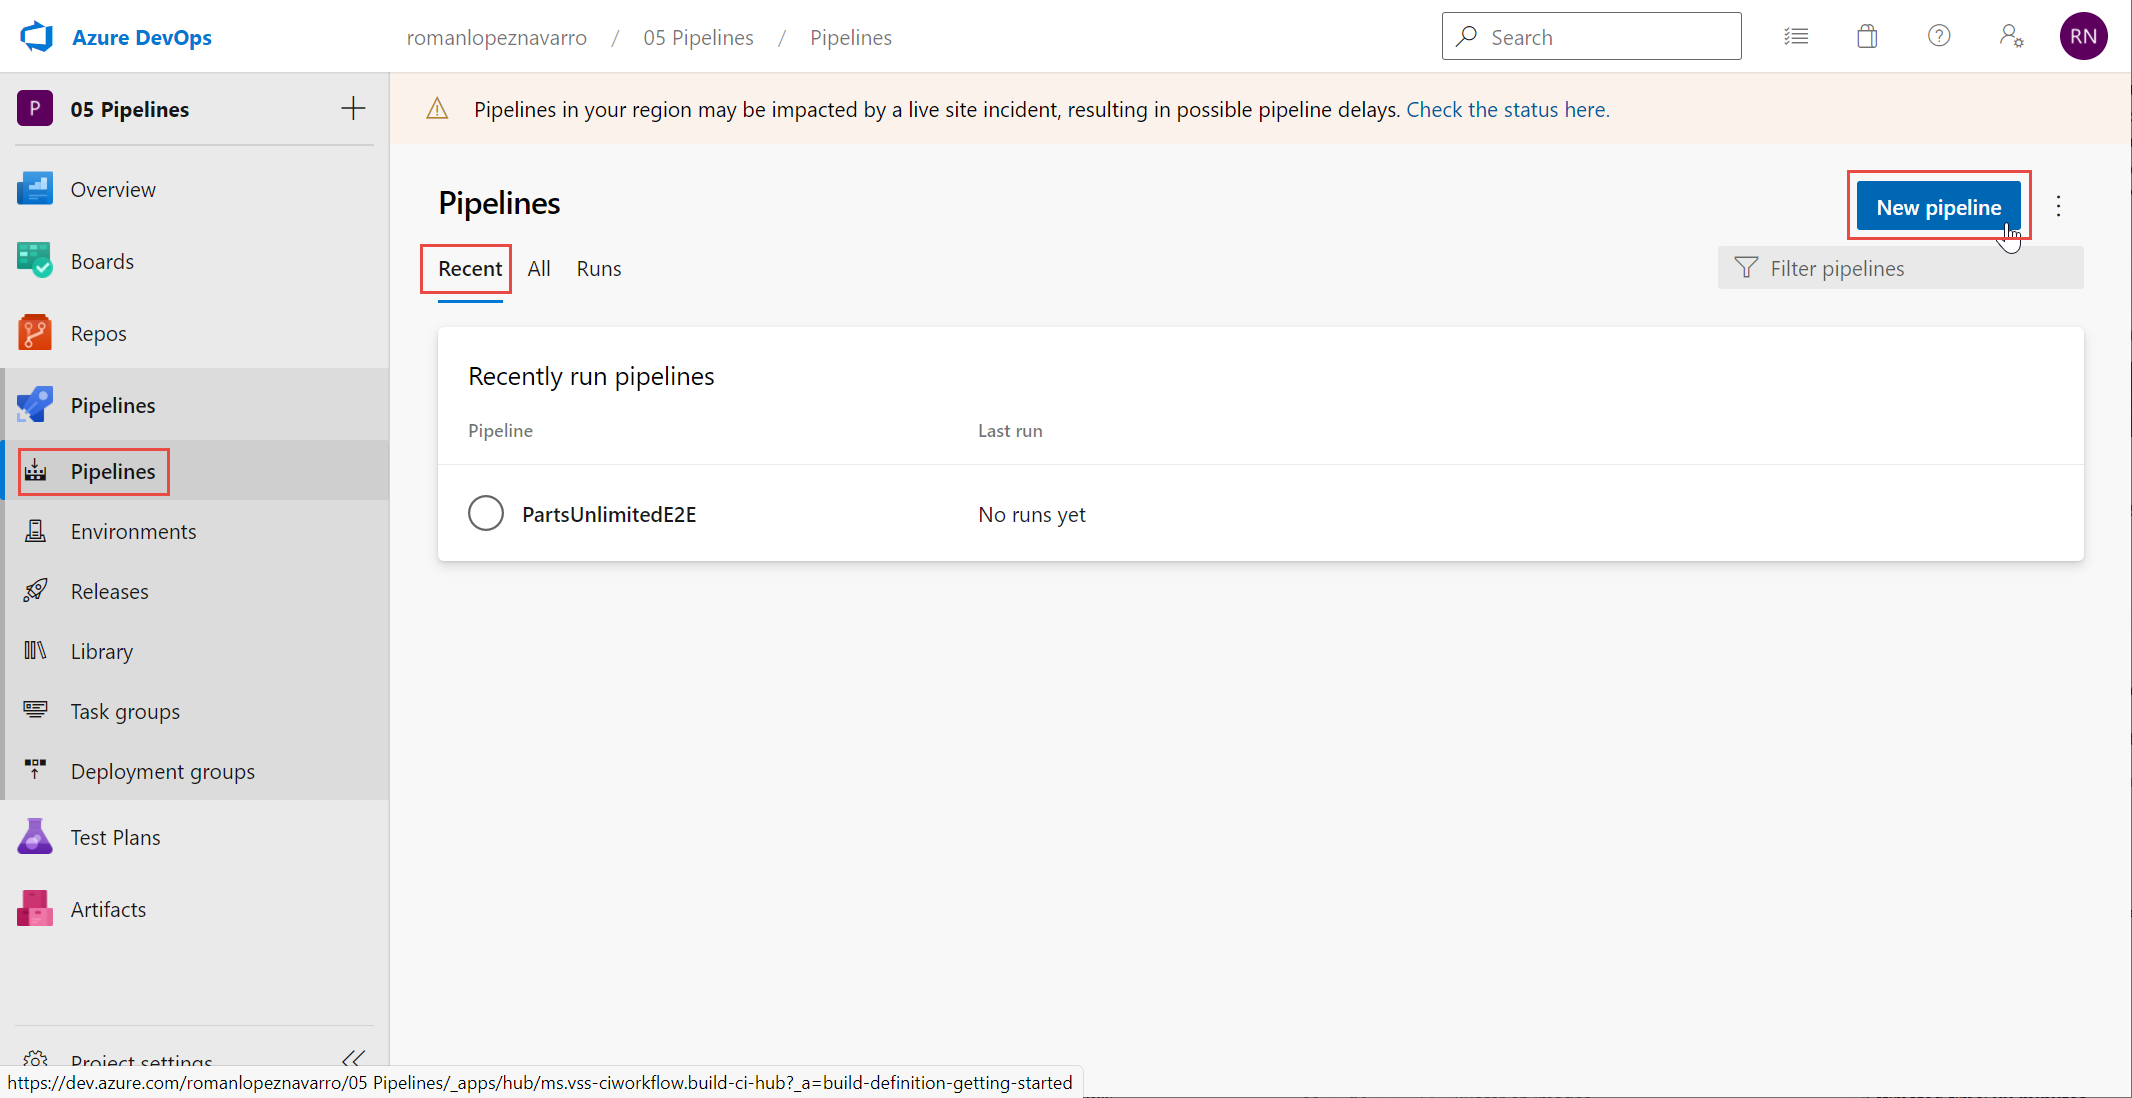 Azure DevOps
romanlopeznavarro / 05 Pipelines / Pipelines
Search
RN
P
05 Pipelines
Overview
Boards
Repos
Pipelines
Pipelines
Environments
Releases
Library
Task groups
Deployment groups
Test Plans
Artifacts
Project settings
Pipelines in your region may be impacted by a live site incident, resulting in possible pipeline delays. Check the status here.
Pipelines
New pipeline
Recent All Runs
Filter pipelines
Recently run pipelines
Pipeline Last run
PartsUnlimitedE2E No runs yet
https://dev.azure.com/romanlopeznavarro/05 Pipelines/_apps/hub/ms.vss-ciworkflow.build-ci-hub?_a=build-definition-getting-started